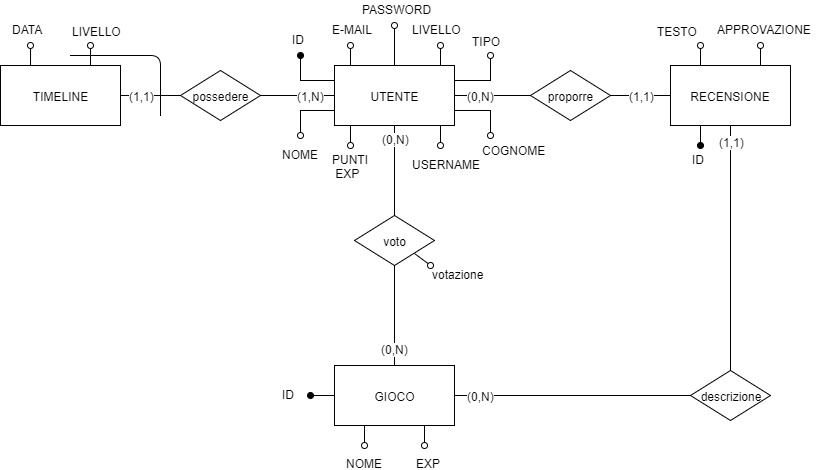 PASSWORD
DATA
LIVELLO
ID
E-MAIL
LIVELLO
TIPO
TESTO
APPROVAZIONE
TIMELINE
(1,1)
possedere
(1,N)
UTENTE
(0,N)
proporre
(1,1)
RECENSIONE
NOME
PUNTI
EXP
(0,N)
USERNAME
COGNOME
ID
(1,1)
voto
votazione
(0,N)
ID
GIOCO
(0,N)
descrizione
NOME
EXP